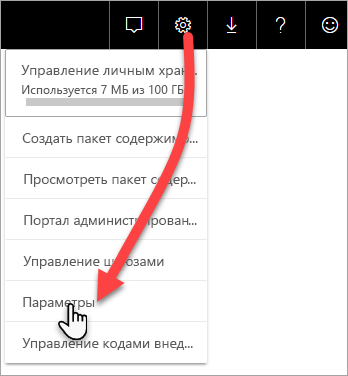 Управление личным хран...
Используется 7 МБ из 100 ГБ
Создать пакет содержимо...
Просмотреть пакет содер...
Портал администрирован...
Управление шлюзами
Параметры
Управление кодами внед...